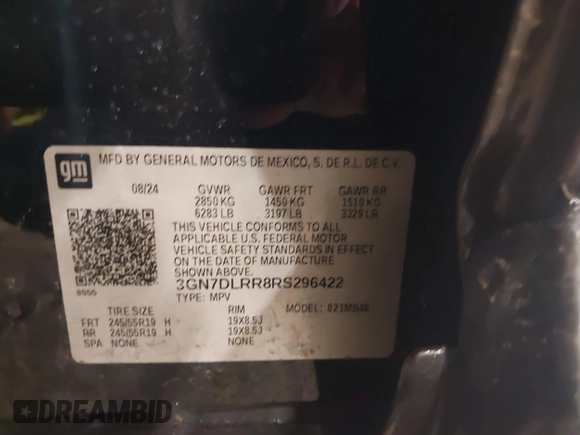 gm
MFD BY GENERAL MOTORS DE MEXICO, S. DE R.L. DE C.V.
08/24 GVWR GAWR FRT GAWR RR
2850 KG 1450 KG 1510 KG
6283 LB 3197 LB 3329 LB
THIS VEHICLE CONFORMS TO ALL
APPLICABLE U.S. FEDERAL MOTOR
VEHICLE SAFETY STANDARDS IN EFFECT
ON THE DATE OF MANUFACTURE
SHOWN ABOVE.
3GN7DLRR8RS296422
TYPE: MPV MODEL:
TIRE SIZE RIM
FRT 245/55R19 H 19X8.5J
RR 245/55R19 H 19X8.5J
SPA NONE NONE
DREAMBID